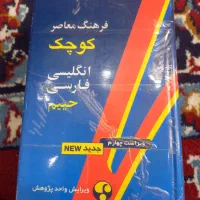 فرهنگ معاصر
کوچک
انگلیسی
فارسی
حییم
ویراست چهارم
جدید NEW
ویرایش واحد پژوهش